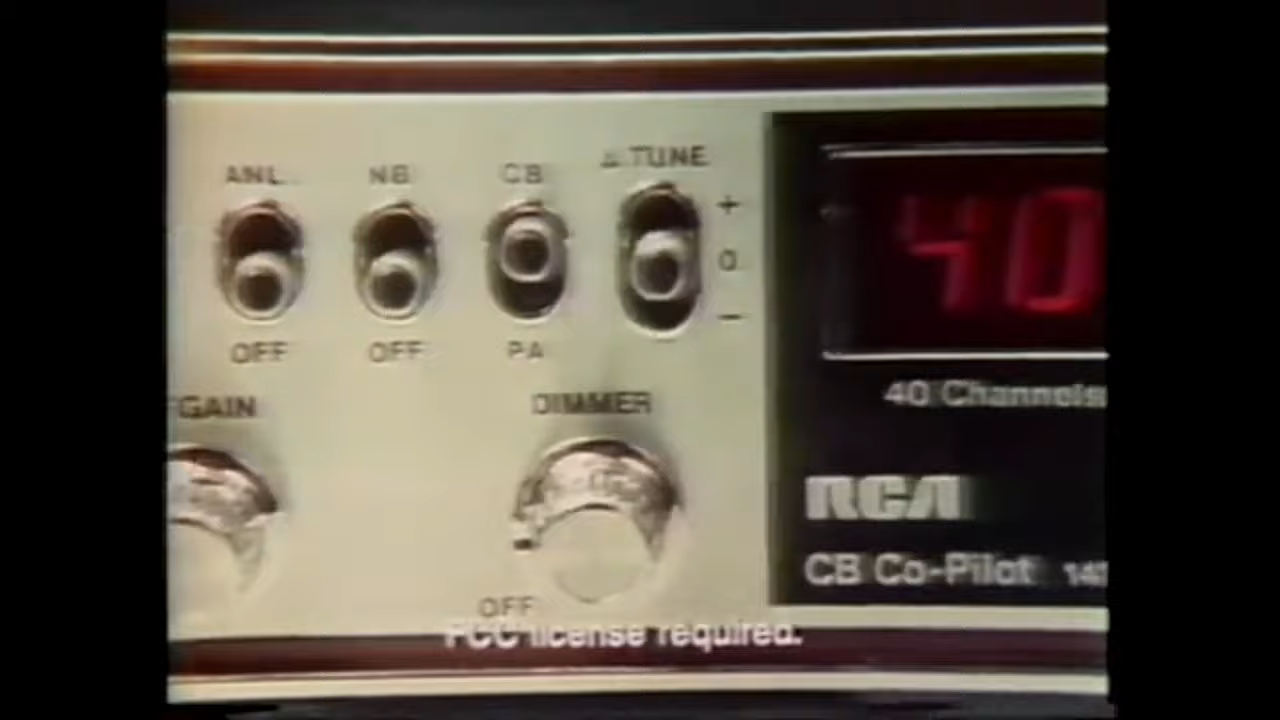 ANL NB CB Δ TUNE
+
0
−
OFF OFF PA
40
40 Channels
GAIN DIMMER
RCA
CB Co-Pilot
OFF
FCC license required.